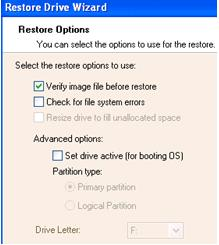 Restore Drive Wizard
Restore Options
You can select the options to use for the restore.
Select the restore options to use:
Verify image file before restore
Check for file system errors
Resize drive to fill unallocated space
Advanced options:
Set drive active (for booting OS)
Partition type:
Primary partition
Logical Partition
Drive Letter:
F: